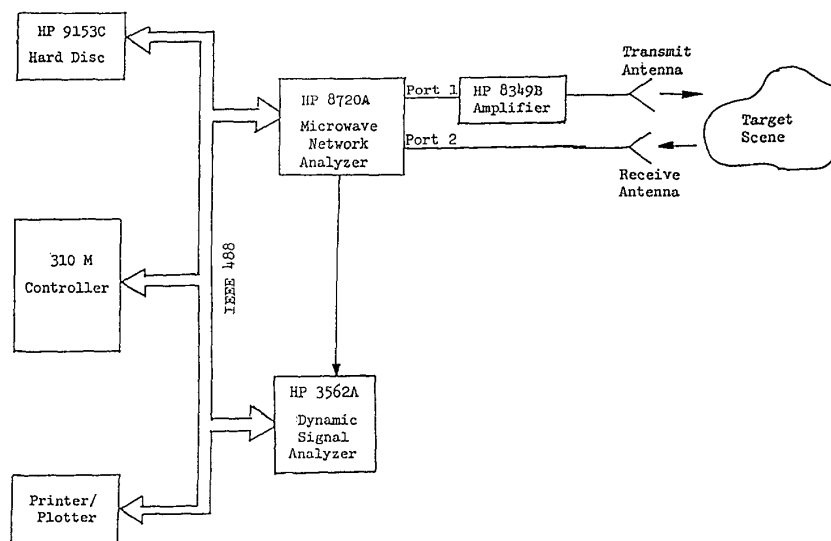 HP 9153C
Hard Disc
HP 8720A
Microwave
Network
Analyzer
Port 1
HP 8349B
Amplifier
Transmit
Antenna
Port 2
Receive
Antenna
Target
Scene
310 M
Controller
IEEE 488
HP 3562A
Dynamic
Signal
Analyzer
Printer/
Plotter